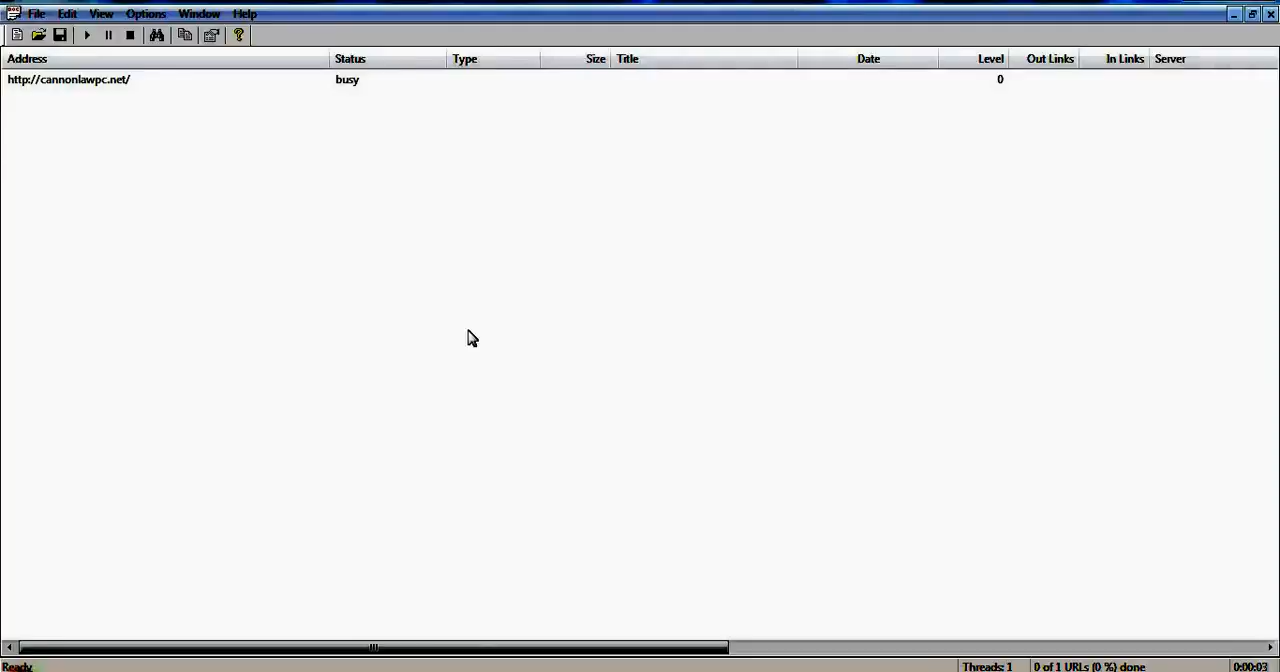 File Edit View Options Window Help
Address Status Type Size Title Date Level Out Links In Links Server
http://cannonlawpc.net/ busy 0
Ready Threads: 1 0 of 1 URLs (0 %) done 0:00:03